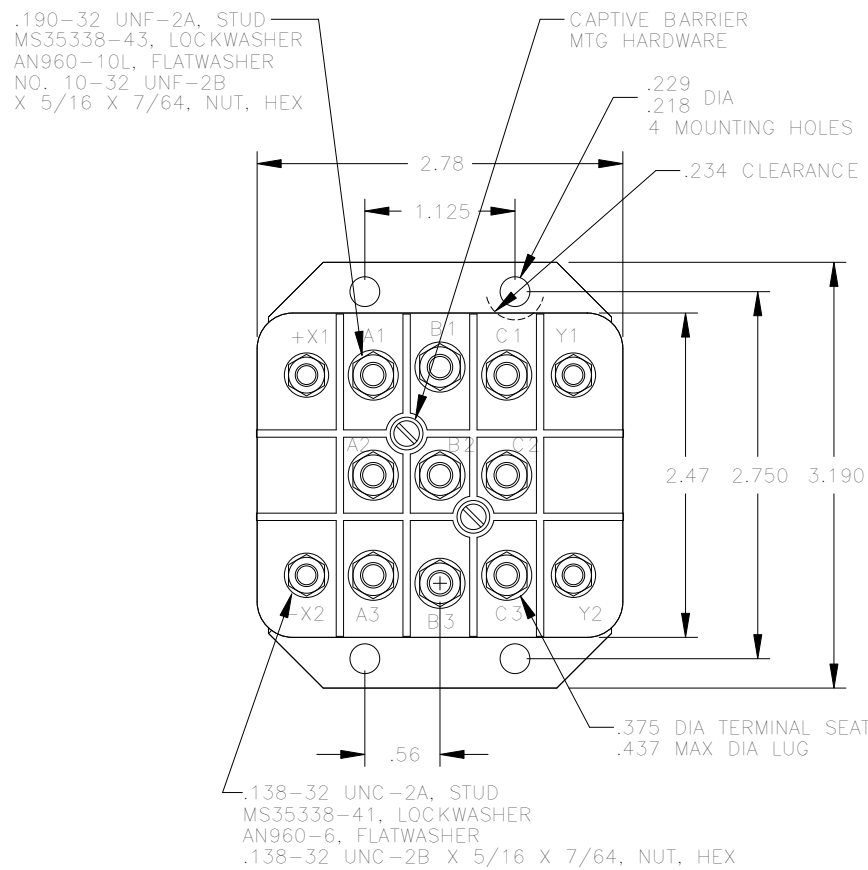 .190-32 UNF-2A, STUD
MS35338-43, LOCKWASHER
AN960-10L, FLATWASHER
NO. 10-32 UNF-2B
X 5/16 X 7/64, NUT, HEX
CAPTIVE BARRIER
MTG HARDWARE
.229
.218 DIA
4 MOUNTING HOLES
2.78
.234 CLEARANCE
1.125
+X1 A1 B1 C1 Y1
A2 B2 C2
2.47 2.750 3.190
-X2 A3 B3 C3 Y2
.375 DIA TERMINAL SEAT
.437 MAX DIA LUG
.56
.138-32 UNC-2A, STUD
MS35338-41, LOCKWASHER
AN960-6, FLATWASHER
.138-32 UNC-2B X 5/16 X 7/64, NUT, HEX